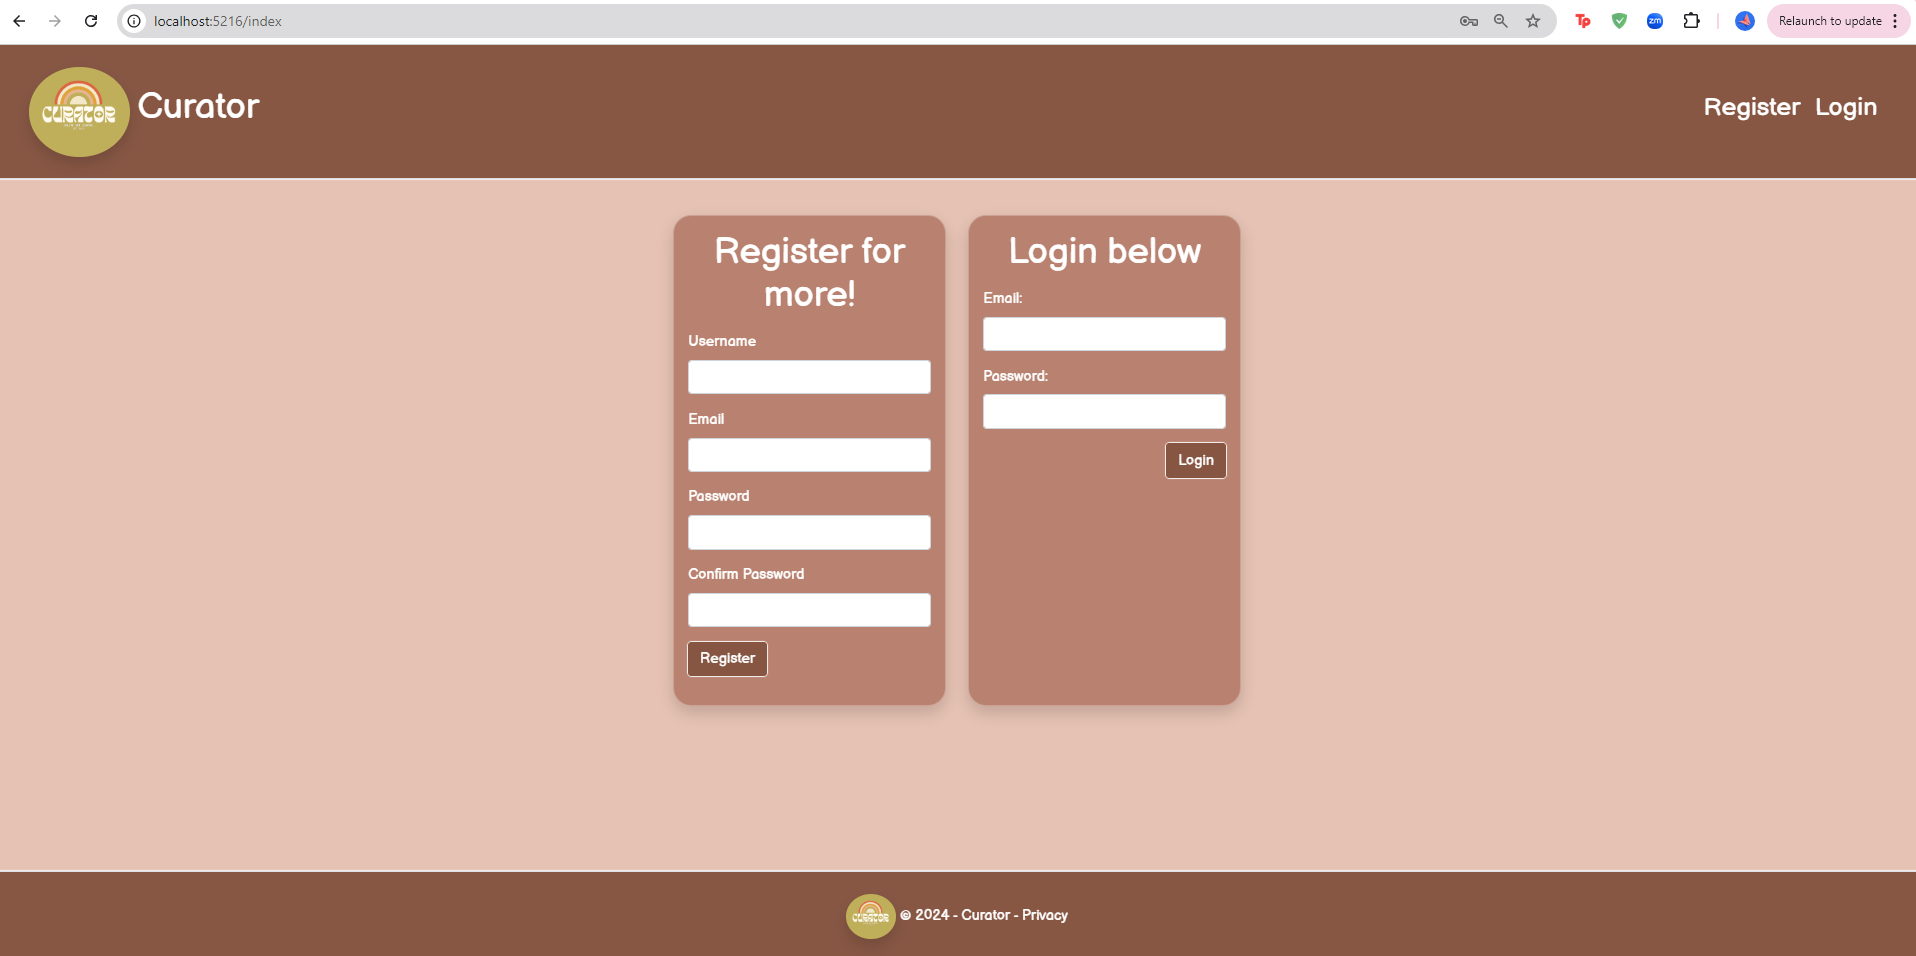 localhost:5216/index
Relaunch to update
CURATOR
Curator
Register Login
Register for
more!
Username
Email
Password
Confirm Password
Register
Login below
Email:
Password:
Login
CURATOR
© 2024 - Curator - Privacy